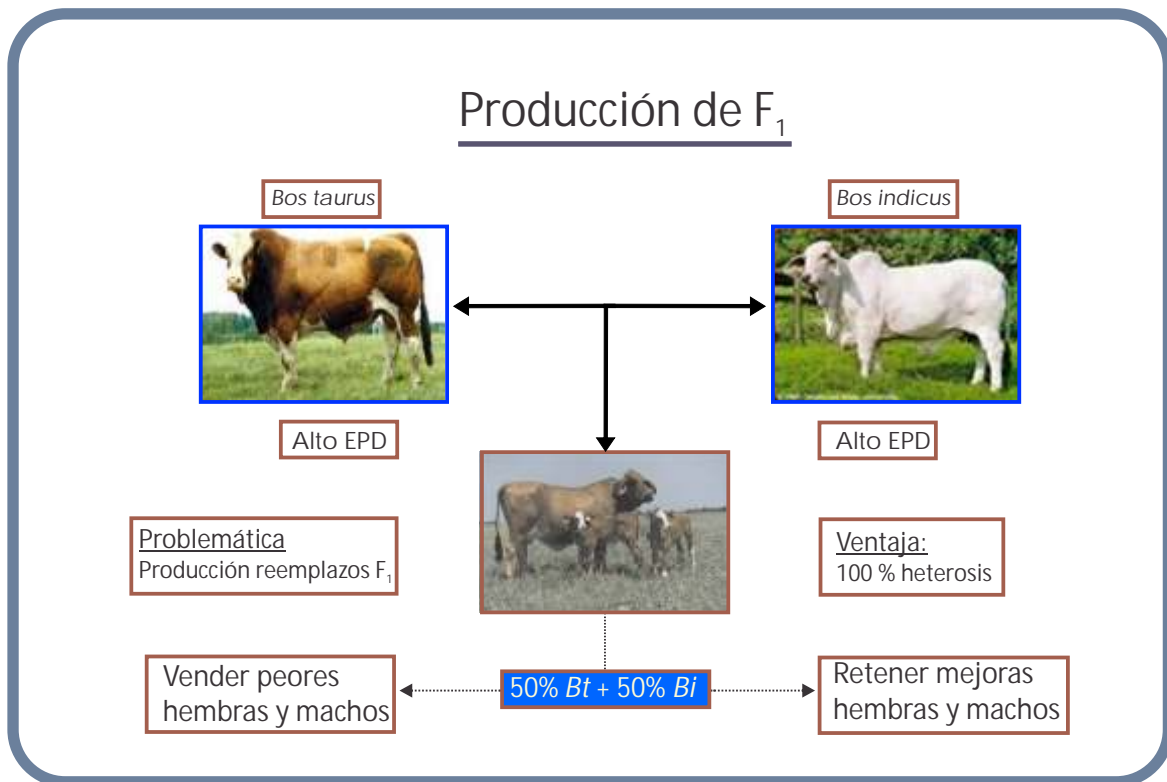 Producción de F₁
Bos taurus
Bos indicus
Alto EPD
Alto EPD
Problemática
Producción reemplazos F₁
Ventaja:
100 % heterosis
Vender peores
hembras y machos
50% Bt + 50% Bi
Retener mejoras
hembras y machos